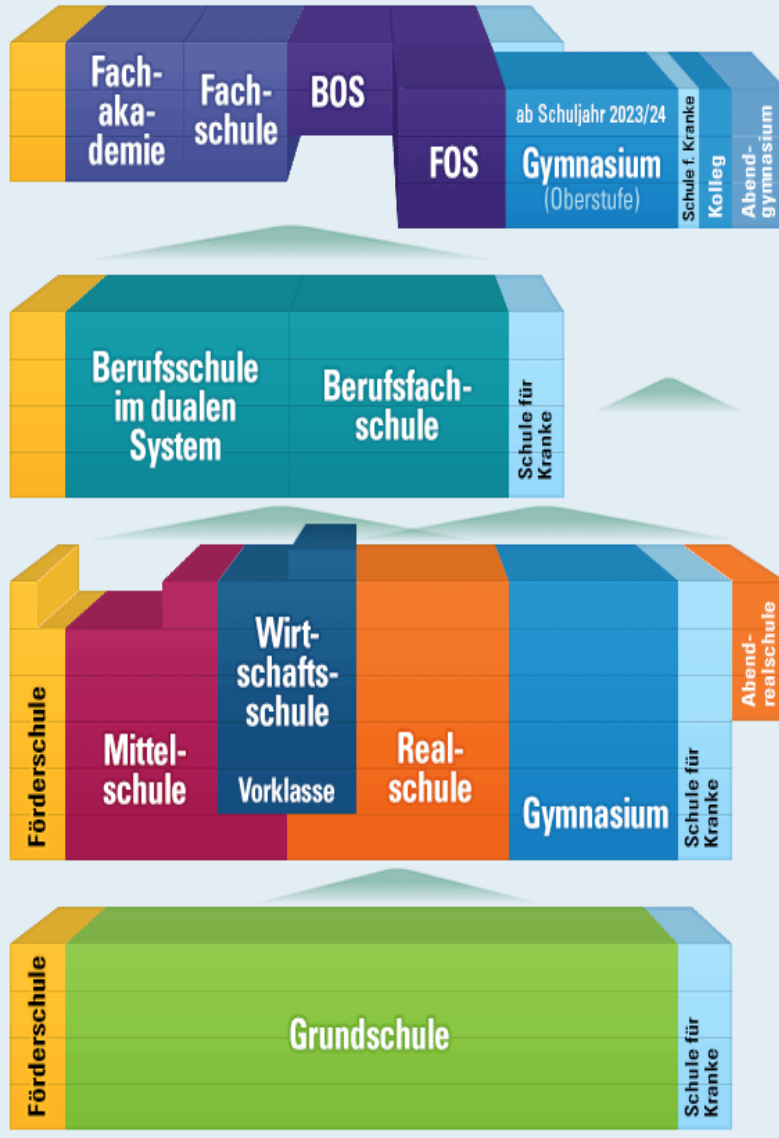 Fach-
aka-
demie
Fach-
schule
BOS
FOS
ab Schuljahr 2023/24
Gymnasium
(Oberstufe)
Schule f. Kranke
Kolleg
Abend-
gymnasium
Berufsschule
im dualen
System
Berufsfach-
schule
Schule für
Kranke
Förderschule
Mittel-
schule
Wirt-
schafts-
schule
Vorklasse
Real-
schule
Gymnasium
Schule für
Kranke
Abend-
realschule
Förderschule
Grundschule
Schule für
Kranke